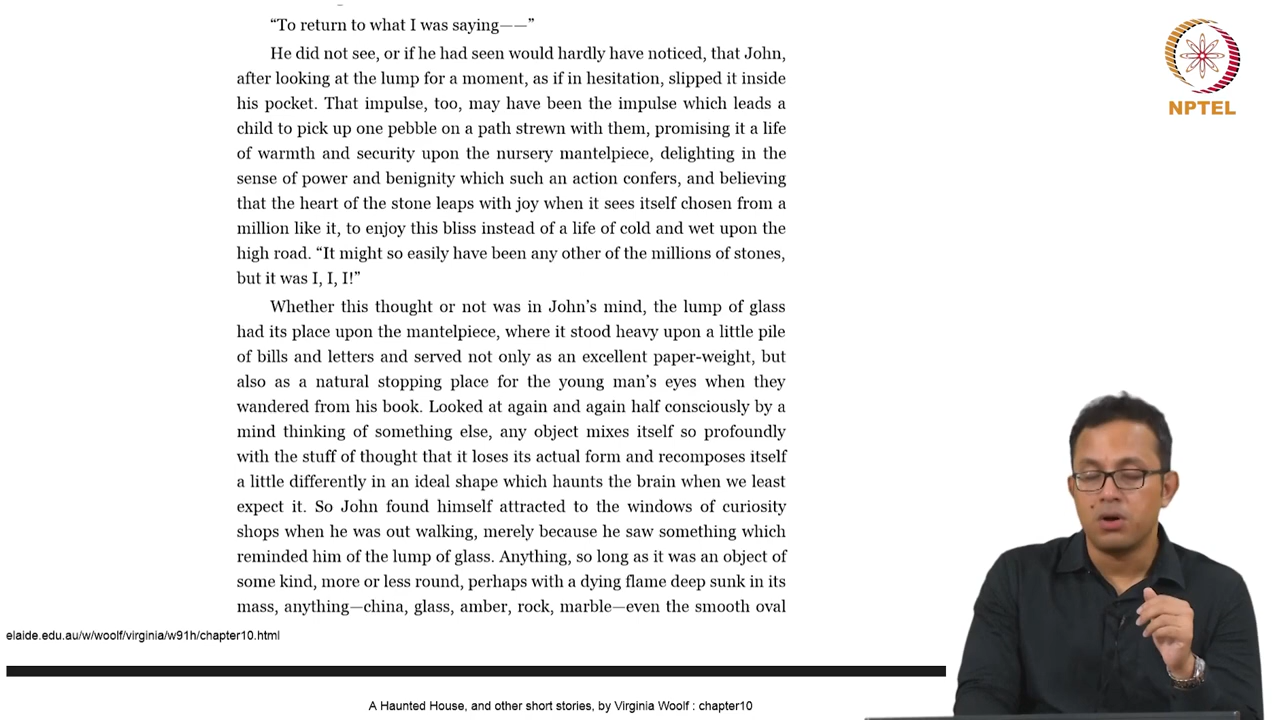 “To return to what I was saying——”
He did not see, or if he had seen would hardly have noticed, that John,
after looking at the lump for a moment, as if in hesitation, slipped it inside
his pocket. That impulse, too, may have been the impulse which leads a
child to pick up one pebble on a path strewn with them, promising it a life
of warmth and security upon the nursery mantelpiece, delighting in the
sense of power and benignity which such an action confers, and believing
that the heart of the stone leaps with joy when it sees itself chosen from a
million like it, to enjoy this bliss instead of a life of cold and wet upon the
high road. “It might so easily have been any other of the millions of stones,
but it was I, I, I!”
Whether this thought or not was in John’s mind, the lump of glass
had its place upon the mantelpiece, where it stood heavy upon a little pile
of bills and letters and served not only as an excellent paper-weight, but
also as a natural stopping place for the young man’s eyes when they
wandered from his book. Looked at again and again half consciously by a
mind thinking of something else, any object mixes itself so profoundly
with the stuff of thought that it loses its actual form and recomposes itself
a little differently in an ideal shape which haunts the brain when we least
expect it. So John found himself attracted to the windows of curiosity
shops when he was out walking, merely because he saw something which
reminded him of the lump of glass. Anything, so long as it was an object of
some kind, more or less round, perhaps with a dying flame deep sunk in its
mass, anything—china, glass, amber, rock, marble—even the smooth oval
elaide.edu.au/w/woolf/virginia/w91h/chapter10.html
A Haunted House, and other short stories, by Virginia Woolf : chapter10
NPTEL